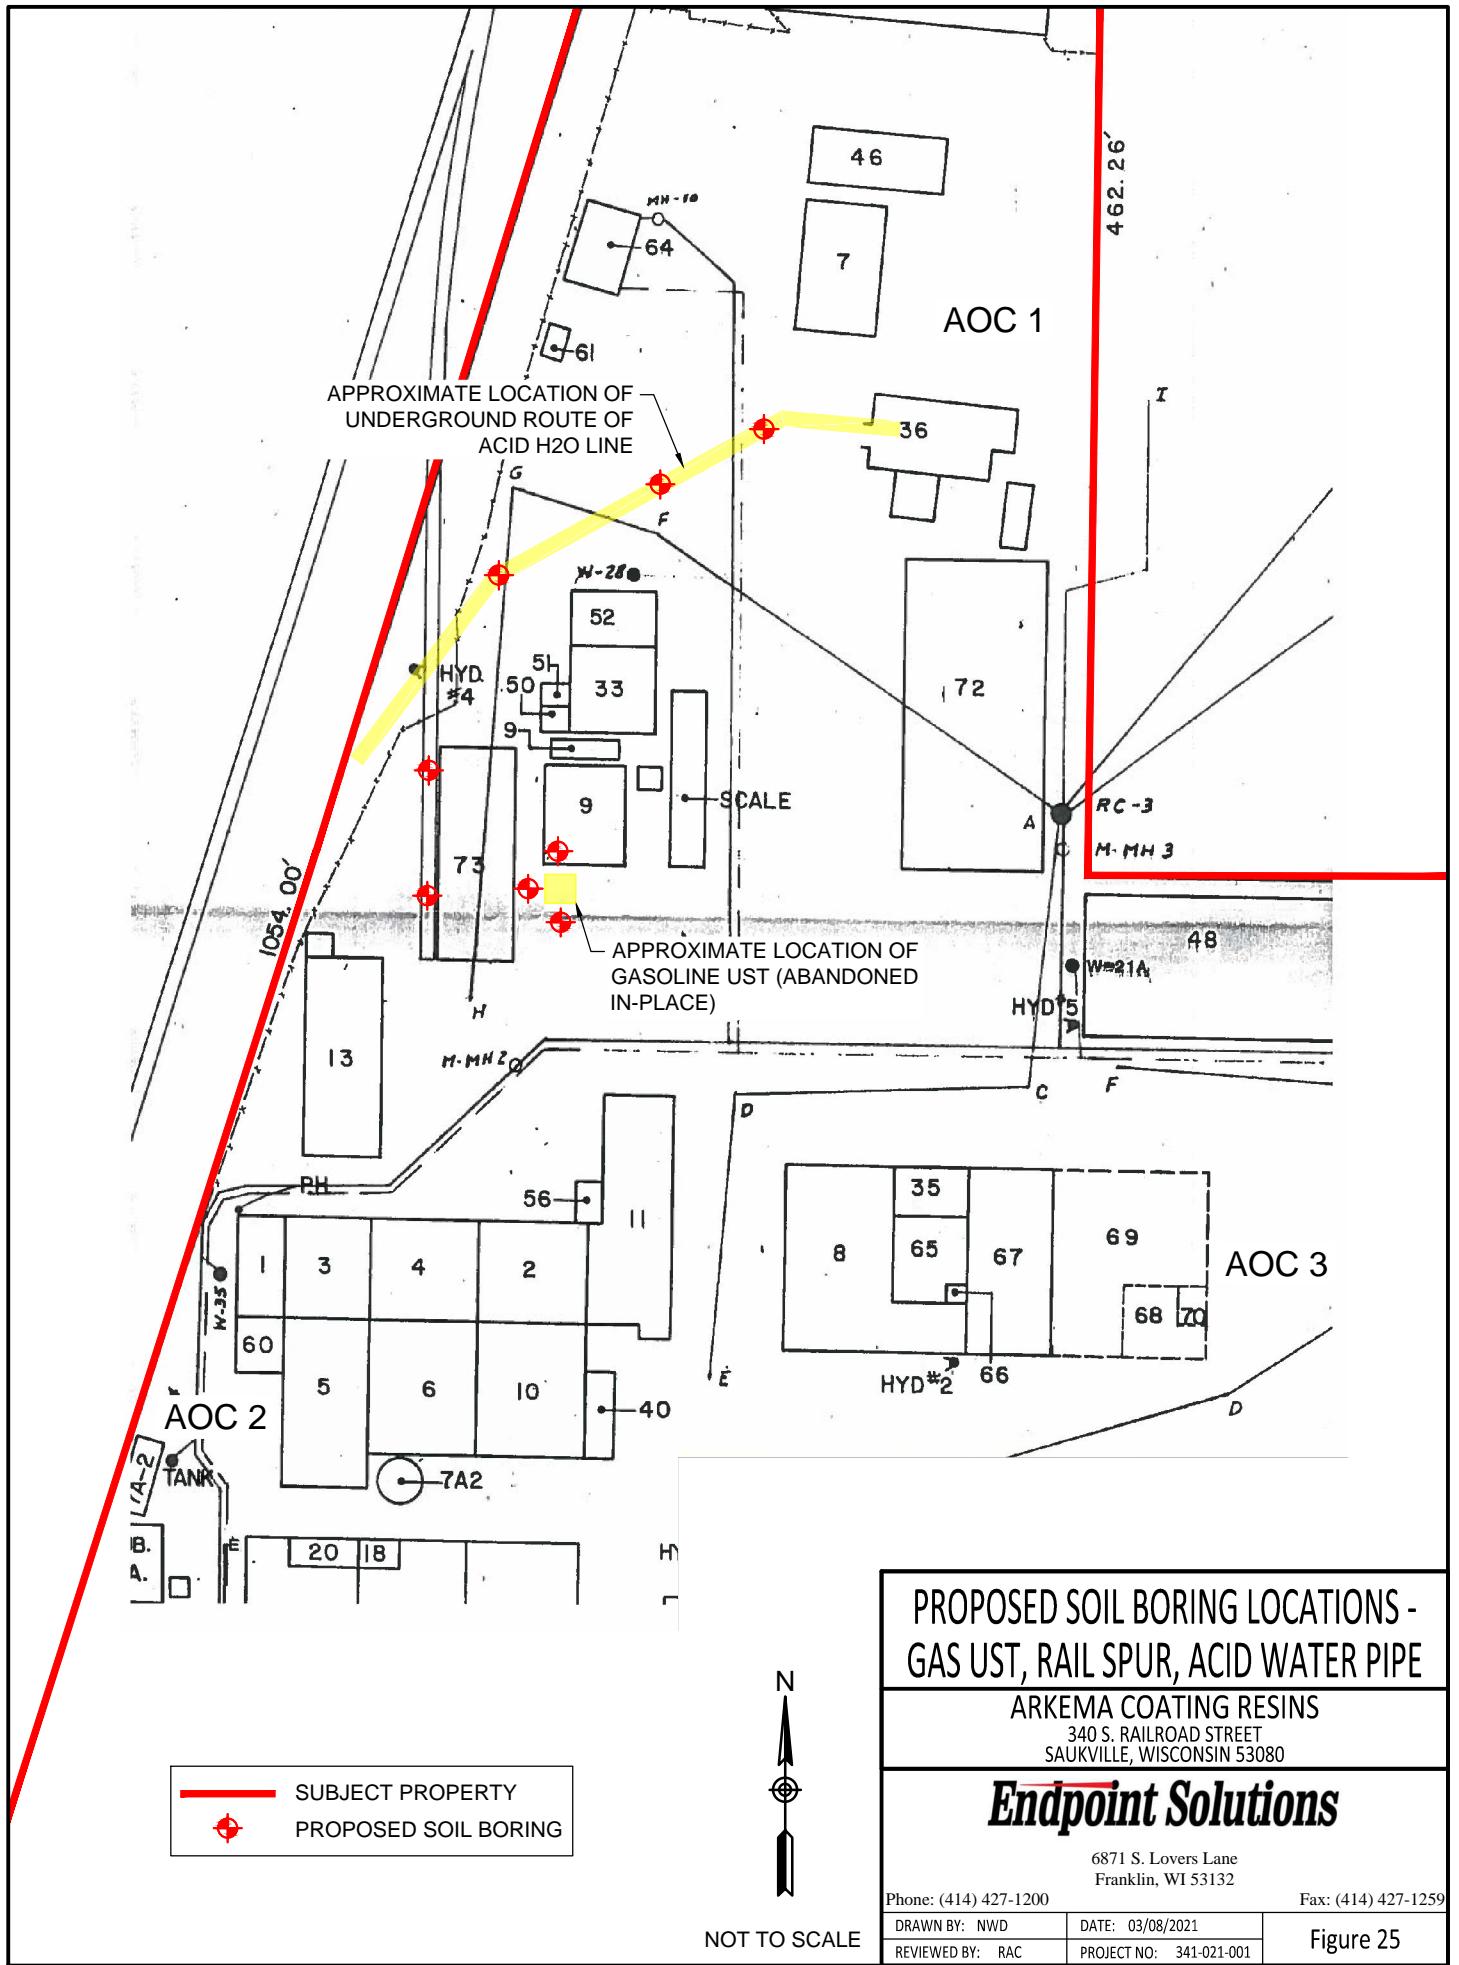 462.26'
46
MH-10
64
7
AOC 1
61
APPROXIMATE LOCATION OF
UNDERGROUND ROUTE OF
ACID H2O LINE
I
36
G
F
W-28
52
51
HYD.
#4
50
33
72
9
9
SCALE
A
RC-3
M-MH 3
73
1054.00'
APPROXIMATE LOCATION OF
GASOLINE UST (ABANDONED
IN-PLACE)
48
W-21A
HYD#5
H
13
M-MH2
C
F
D
PH
56
11
35
8
65
67
69
AOC 3
1
3
4
2
W-35
68
70
60
5
6
10
E
HYD#2
66
40
D
AOC 2
TANK
7A2
B.
A.
E
20
18
HY
PROPOSED SOIL BORING LOCATIONS -
GAS UST, RAIL SPUR, ACID WATER PIPE
ARKEMA COATING RESINS
340 S. RAILROAD STREET
SAUKVILLE, WISCONSIN 53080
N
NOT TO SCALE
SUBJECT PROPERTY
PROPOSED SOIL BORING
Endpoint Solutions
6871 S. Lovers Lane
Franklin, WI 53132
Phone: (414) 427-1200
Fax: (414) 427-1259
DRAWN BY: NWD
DATE: 03/08/2021
REVIEWED BY: RAC
PROJECT NO: 341-021-001
Figure 25